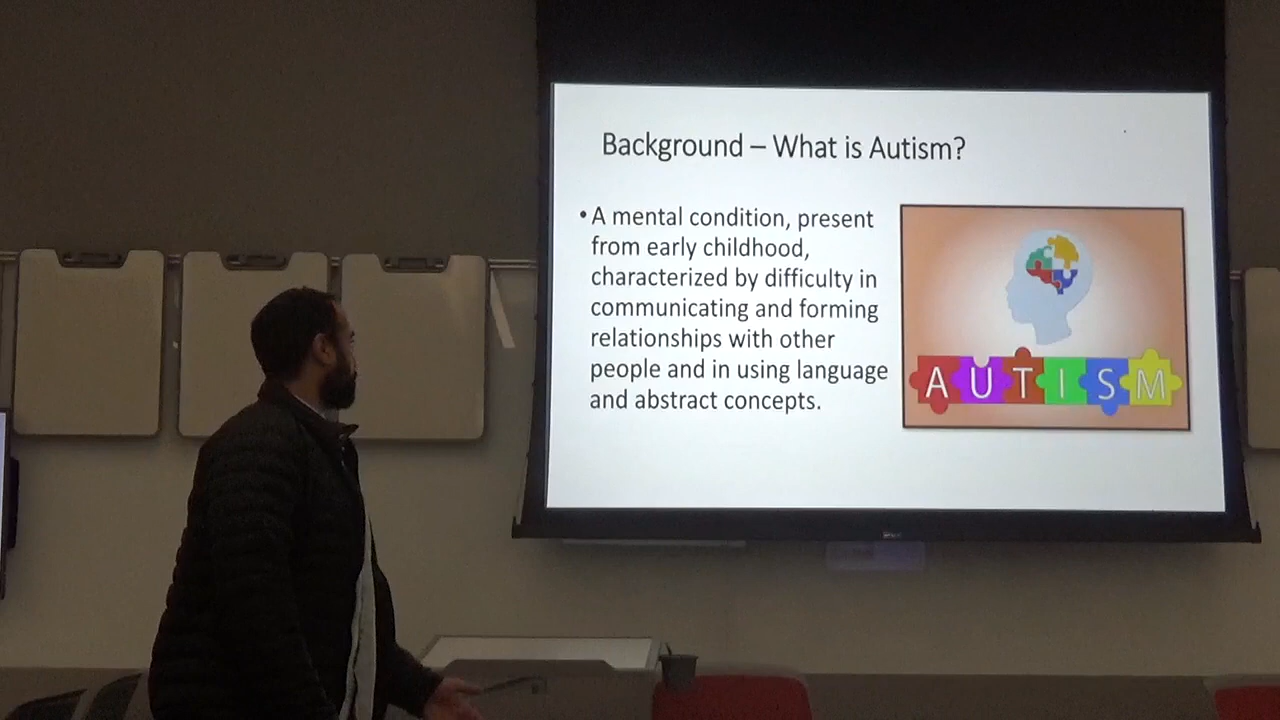 Background – What is Autism?
• A mental condition, present
from early childhood,
characterized by difficulty in
communicating and forming
relationships with other
people and in using language
and abstract concepts.
AUTISM